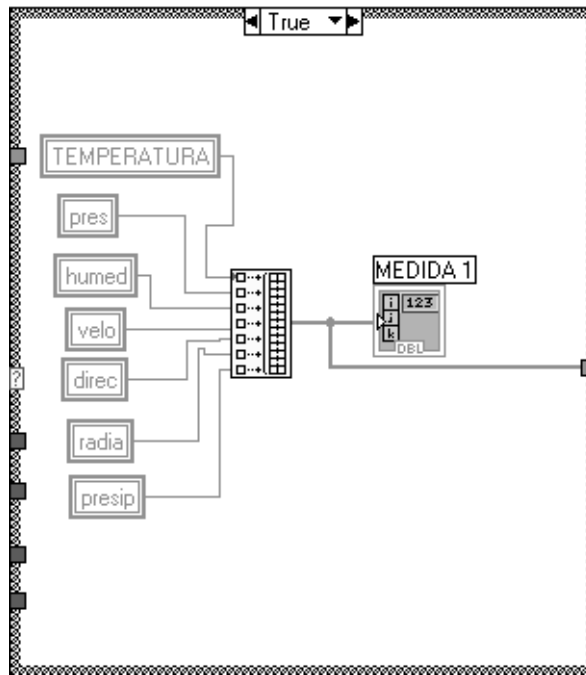 True
TEMPERATURA
pres
humed
velo
direc
radia
presip
MEDIDA 1
i
123
j
k
DBL
?